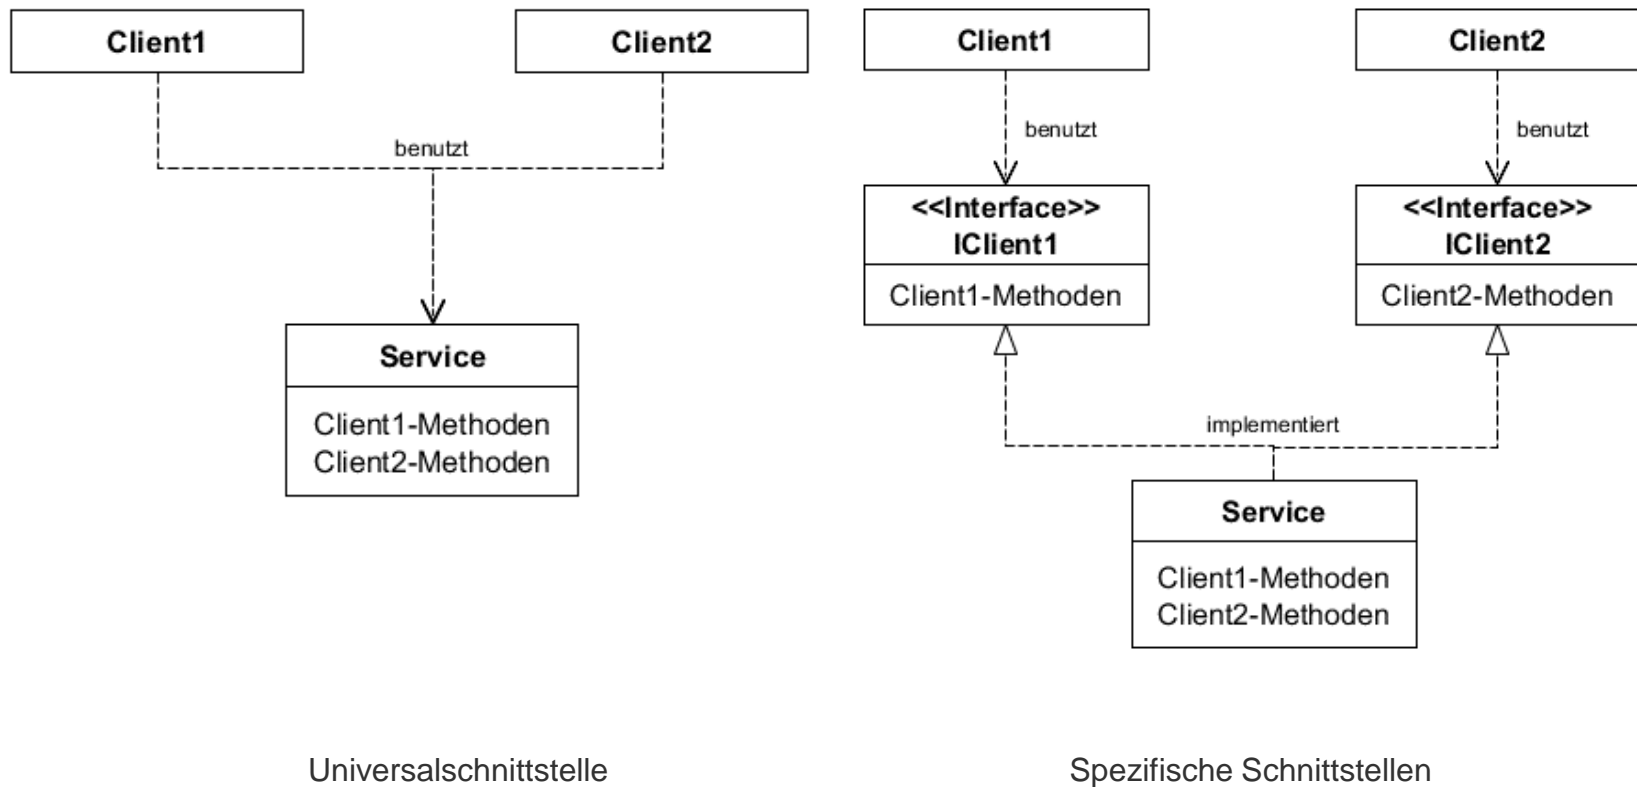 Client1
Client2
benutzt
Service
Client1-Methoden
Client2-Methoden
Universalschnittstelle
Client1
Client2
benutzt
benutzt
<<Interface>>
IClient1
Client1-Methoden
<<Interface>>
IClient2
Client2-Methoden
implementiert
Service
Client1-Methoden
Client2-Methoden
Spezifische Schnittstellen